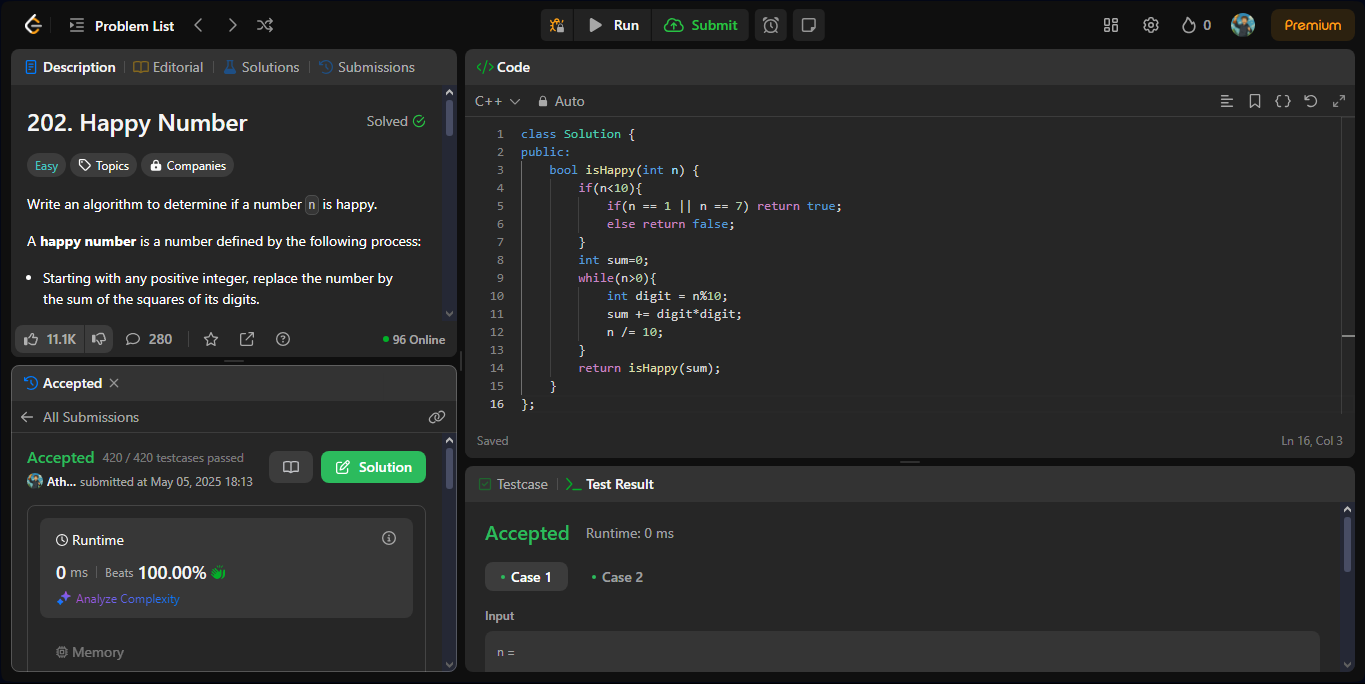 Problem List
Run
Submit
0
Premium
Description
Editorial
Solutions
Submissions
202. Happy Number
Solved
Easy
Topics
Companies
Write an algorithm to determine if a number n is happy.
A happy number is a number defined by the following process:
• Starting with any positive integer, replace the number by
the sum of the squares of its digits.
11.1K
280
96 Online
Accepted
All Submissions
Accepted 420 / 420 testcases passed
Ath... submitted at May 05, 2025 18:13
Solution
Runtime
0 ms | Beats 100.00%
Analyze Complexity
Memory
</> Code
C++
Auto
1 class Solution {
2 public:
3     bool isHappy(int n) {
4         if(n<10){
5             if(n == 1 || n == 7) return true;
6             else return false;
7         }
8         int sum=0;
9         while(n>0){
10             int digit = n%10;
11             sum += digit*digit;
12             n /= 10;
13         }
14         return isHappy(sum);
15     }
16 };
Saved
Ln 16, Col 3
Testcase
>_ Test Result
Accepted Runtime: 0 ms
• Case 1 • Case 2
Input
n =